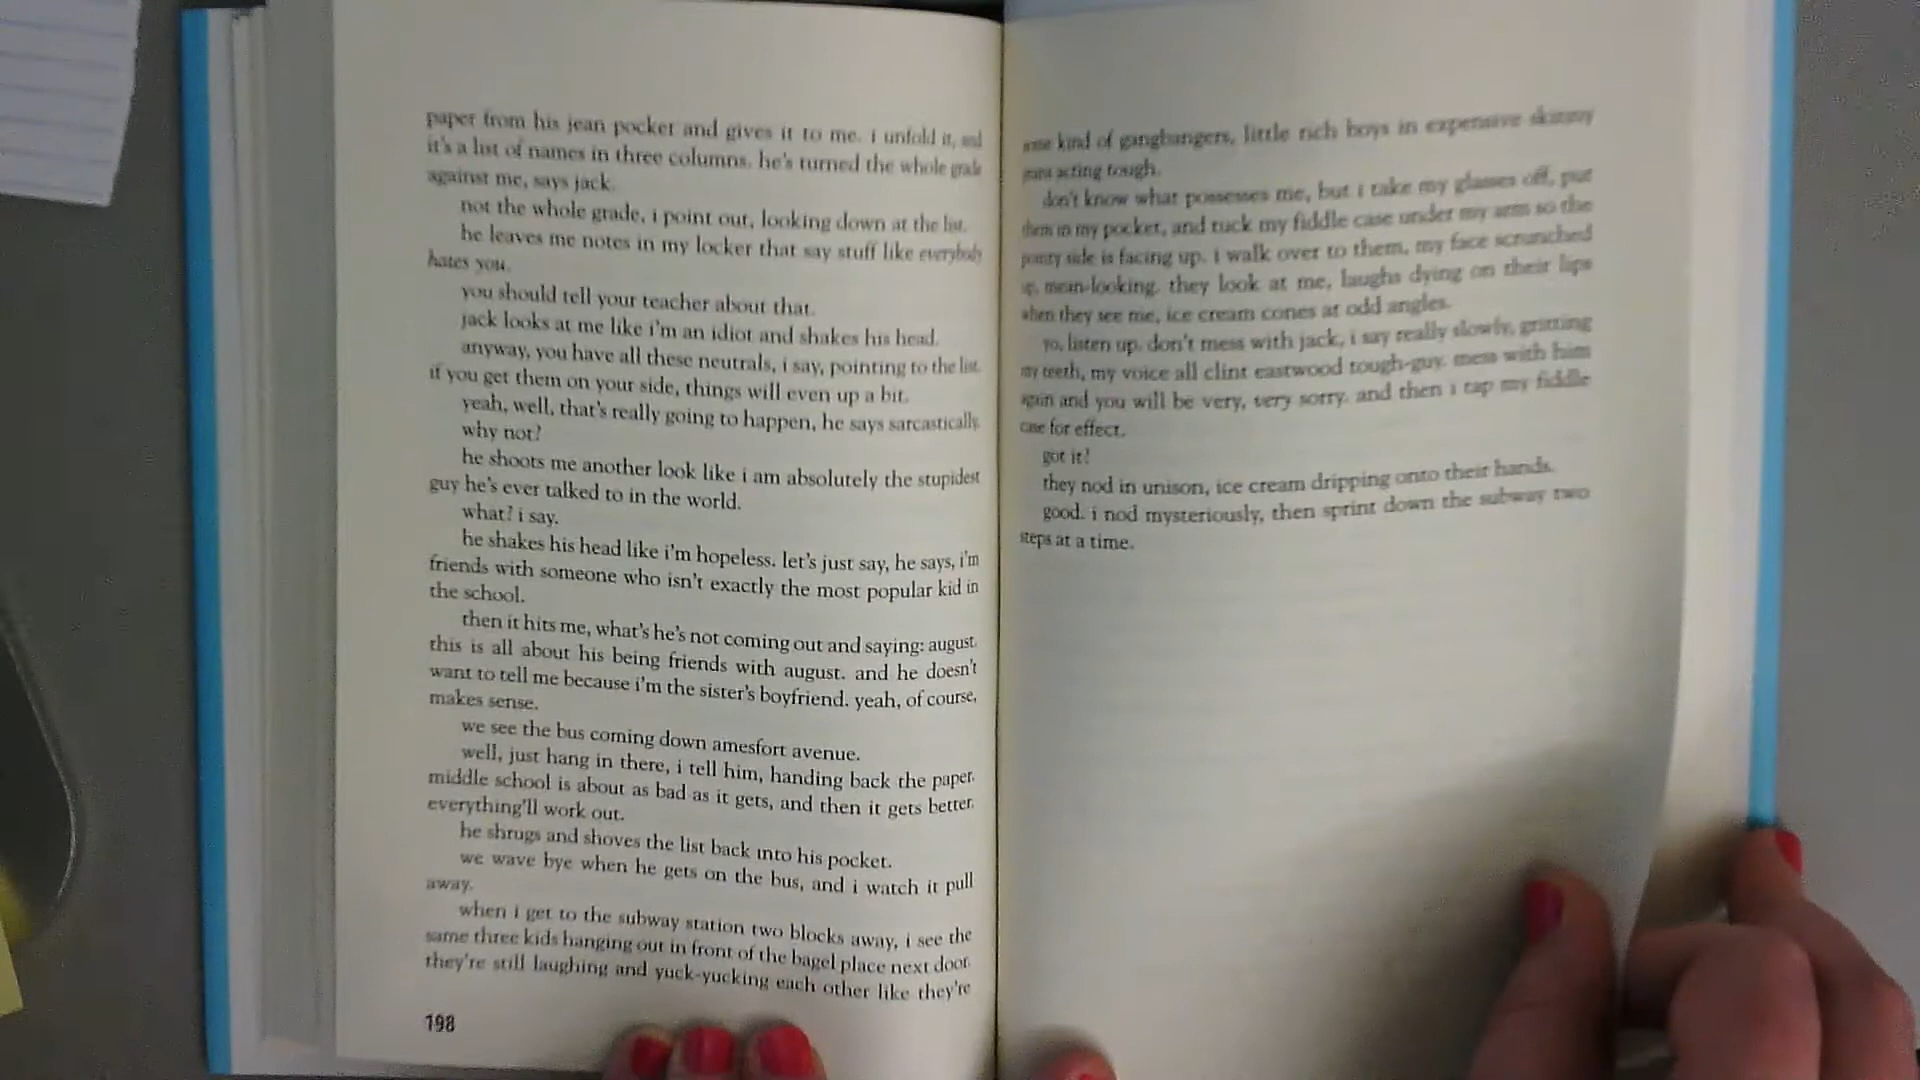 paper from his jean pocket and gives it to me. i unfold it, and
it's a list of names in three columns. he's turned the whole grade
against me, says jack.
not the whole grade, i point out, looking down at the list.
he leaves me notes in my locker that say stuff like everybody
hates you.
you should tell your teacher about that.
jack looks at me like i'm an idiot and shakes his head.
anyway, you have all these neutrals, i say, pointing to the list.
if you get them on your side, things will even up a bit.
yeah, well, that's really going to happen, he says sarcastically.
why not?
he shoots me another look like i am absolutely the stupidest
guy he's ever talked to in the world.
what? i say.
he shakes his head like i'm hopeless. let's just say, he says, i'm
friends with someone who isn't exactly the most popular kid in
the school.
then it hits me, what's he's not coming out and saying: august.
this is all about his being friends with august. and he doesn't
want to tell me because i'm the sister's boyfriend. yeah, of course,
makes sense.
we see the bus coming down amesfort avenue.
well, just hang in there, i tell him, handing back the paper.
middle school is about as bad as it gets, and then it gets better.
everything'll work out.
he shrugs and shoves the list back into his pocket.
we wave bye when he gets on the bus, and i watch it pull
away.
when i get to the subway station two blocks away, i see the
same three kids hanging out in front of the bagel place next door.
they're still laughing and yuck-yucking each other like they're
198
some kind of gangbangers, little rich boys in expensive skinny
jeans acting tough.
don't know what possesses me, but i take my glasses off, put
them in my pocket, and tuck my fiddle case under my arm so the
pointy side is facing up. i walk over to them, my face scrunched
up, mean-looking. they look at me, laughs dying on their lips
when they see me, ice cream cones at odd angles.
yo, listen up. don't mess with jack, i say really slowly, gritting
my teeth, my voice all clint eastwood tough-guy. mess with him
again and you will be very, very sorry. and then i tap my fiddle
case for effect.
got it?
they nod in unison, ice cream dripping onto their hands.
good. i nod mysteriously, then sprint down the subway two
steps at a time.